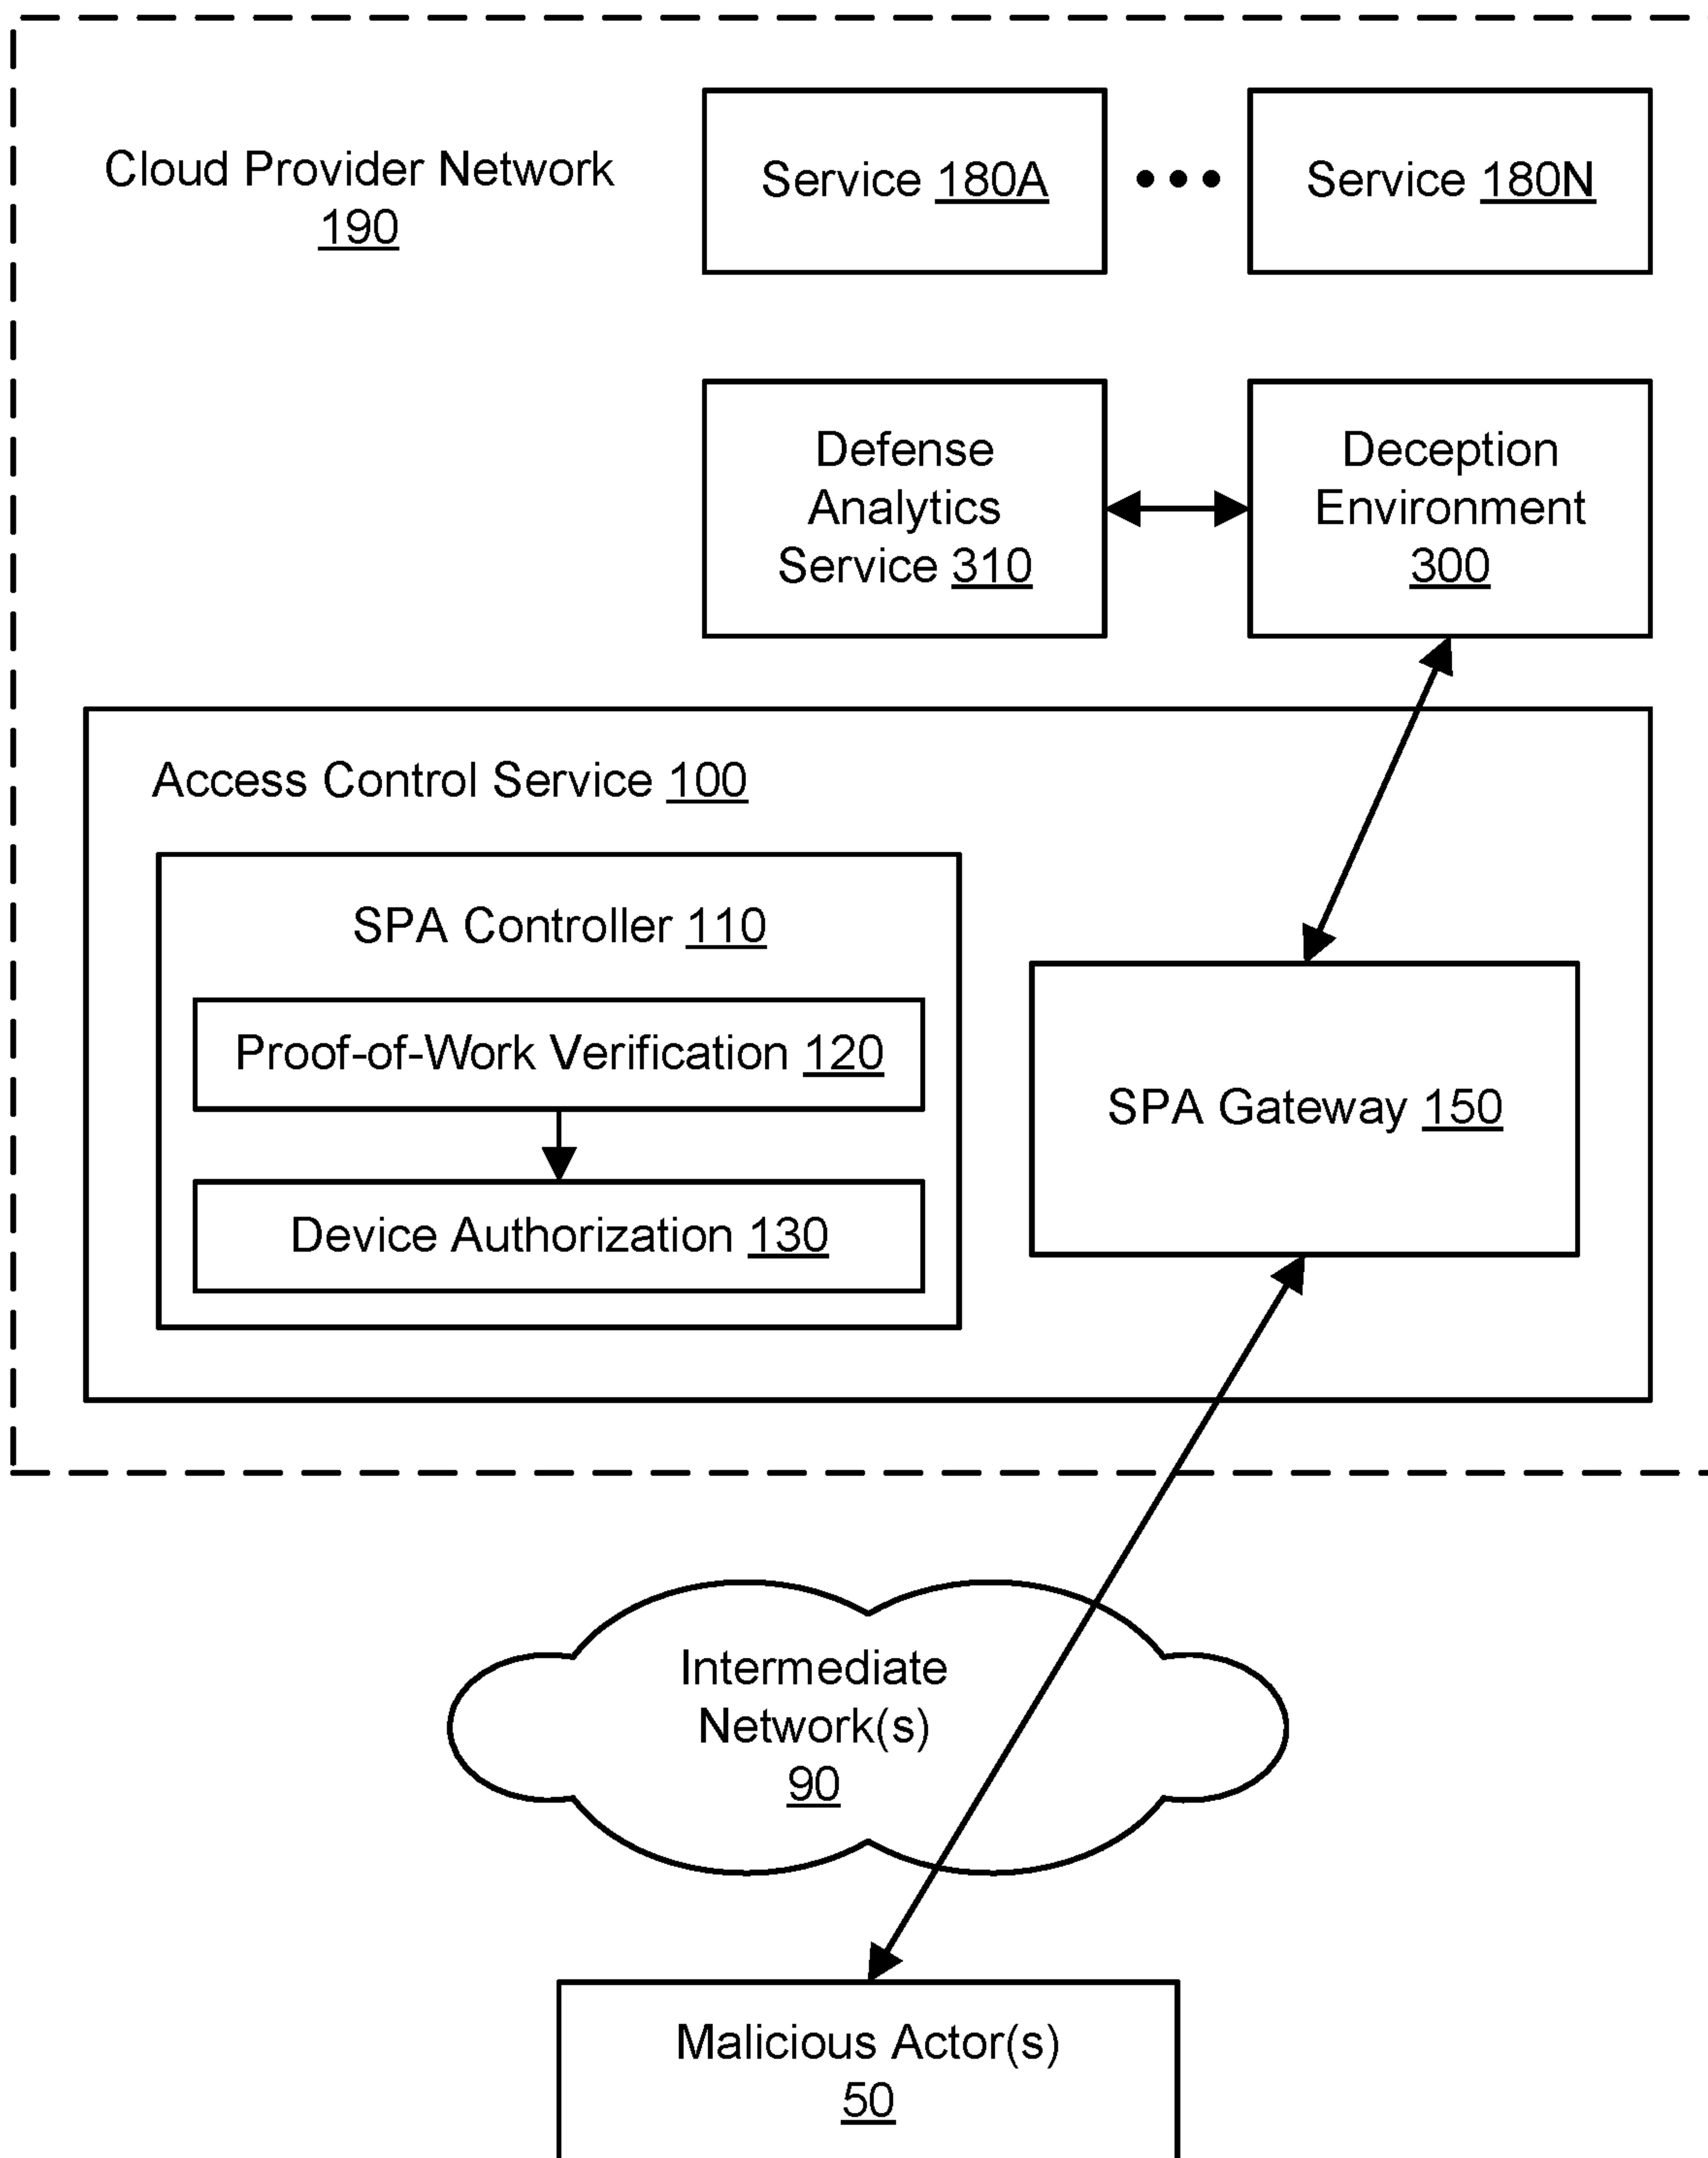 Cloud Provider Network
190
Service 180A
Service 180N
Defense
Analytics
Service 310
Deception
Environment
300
Access Control Service 100
SPA Controller 110
Proof-of-Work Verification 120
Device Authorization 130
SPA Gateway 150
Intermediate
Network(s)
90
Malicious Actor(s)
50